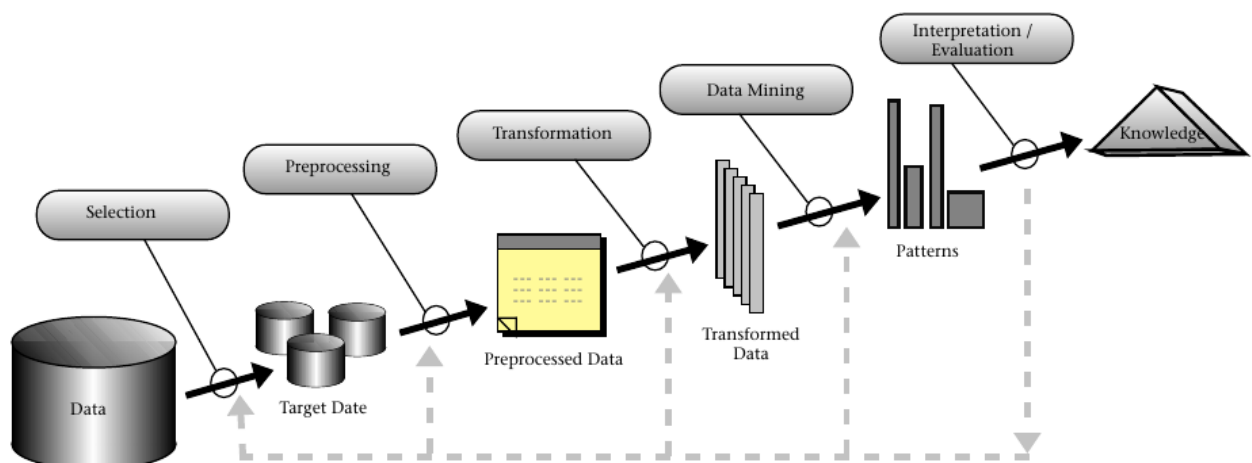 Interpretation /
Evaluation
Data Mining
Transformation
Preprocessing
Selection
Knowledge
Patterns
Transformed
Data
Preprocessed Data
Target Date
Data